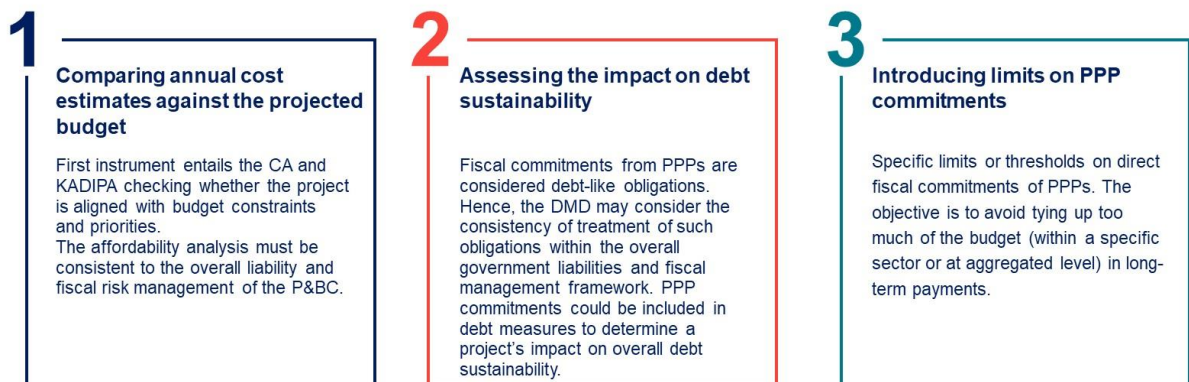 1
Comparing annual cost
estimates against the projected
budget
First instrument entails the CA and
KADIPA checking whether the project
is aligned with budget constraints
and priorities.
The affordability analysis must be
consistent to the overall liability and
fiscal risk management of the P&BC.
2
Assessing the impact on debt
sustainability
Fiscal commitments from PPPs are
considered debt-like obligations.
Hence, the DMD may consider the
consistency of treatment of such
obligations within the overall
government liabilities and fiscal
management framework. PPP
commitments could be included in
debt measures to determine a
project's impact on overall debt
sustainability.
3
Introducing limits on PPP
commitments
Specific limits or thresholds on direct
fiscal commitments of PPPs. The
objective is to avoid tying up too
much of the budget (within a specific
sector or at aggregated level) in long-
term payments.